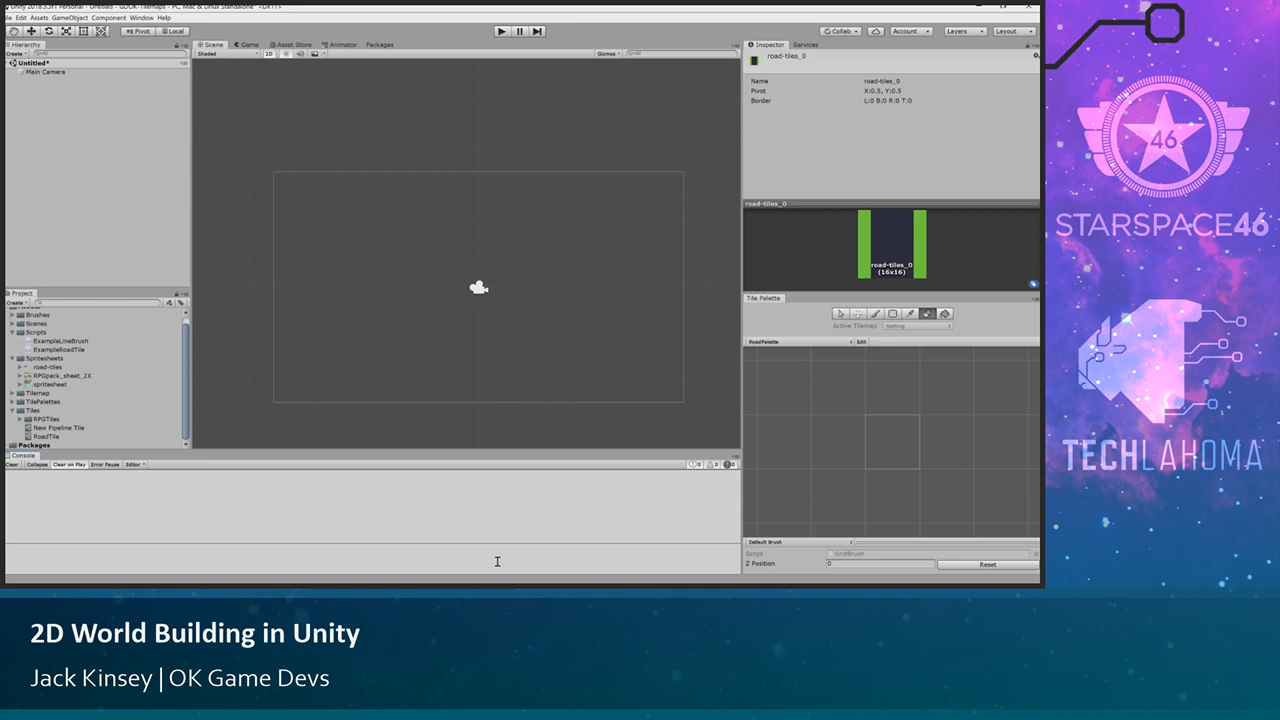 Unity 2018.3.3f1 Personal - Untitled - GDOK-Tilemaps - PC, Mac & Linux Standalone* <DX11>
File Edit Assets GameObject Component Window Help
Pivot Local
Collab Account Layers Layout
Hierarchy
Create All
Untitled*
Main Camera
Scene Game Asset Store Animator Packages
Shaded 2D Gizmos All
Inspector Services
road-tiles_0
Name road-tiles_0
Pivot X:0.5, Y:0.5
Border L:0 B:0 R:0 T:0
road-tiles_0
road-tiles_0
(16x16)
Tile Palette
Active Tilemap Nothing
RoadPalette Edit
Default Brush
Script GridBrush
Z Position 0 Reset
Project
Create
Brushes
Scenes
Scripts
ExampleLineBrush
ExampleRoadTile
Spritesheets
road-tiles
RPGpack_sheet_2X
spritesheet
Tilemap
TilePalettes
Tiles
RPGTiles
New Pipeline Tile
RoadTile
Packages
Console
Clear Collapse Clear on Play Error Pause Editor 0 0 0
46
STARSPACE46
TECHLAHOMA
2D World Building in Unity
Jack Kinsey | OK Game Devs